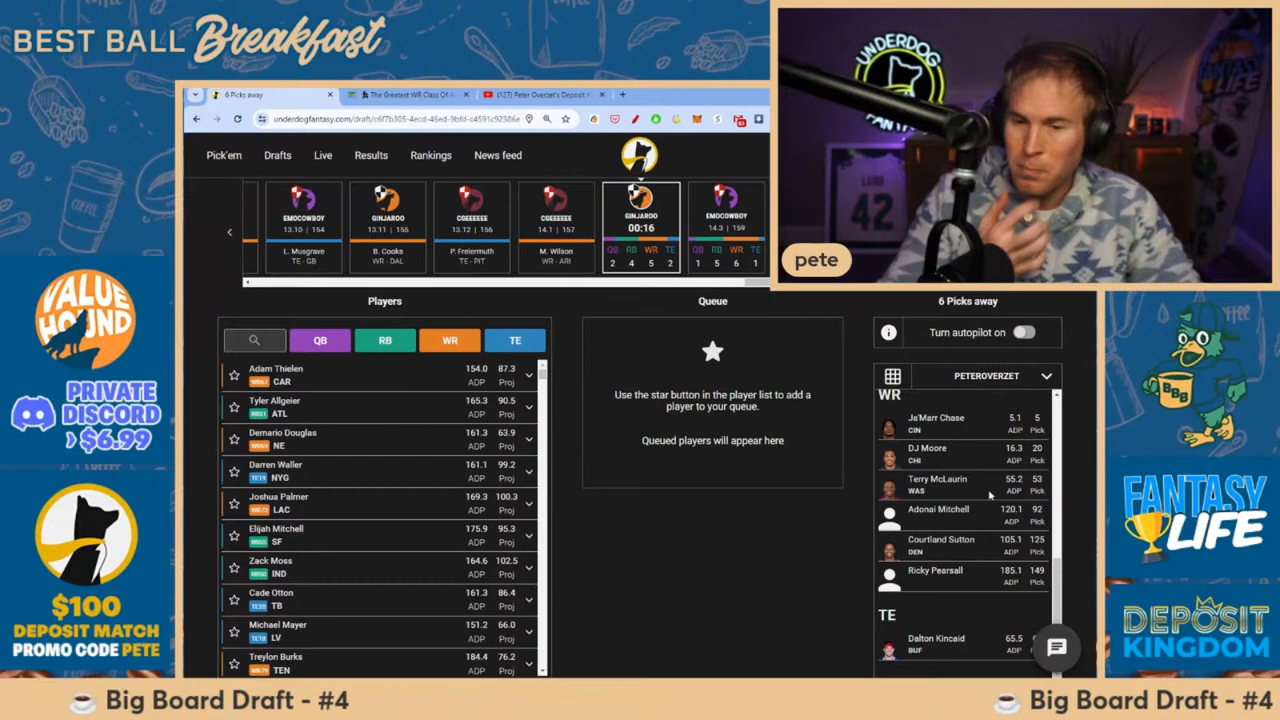 BEST BALL Breakfast
UNDERDOG
FANTASY
LAIRD
42
pete
6 Picks away
The Greatest WR Class Of A
(127) Peter Overzet's Deposit K
underdogfantasy.com/draft/c6f7b305-4ecd-46ed-9bfd-c4591c92386e
Pick'em
Drafts
Live
Results
Rankings
News feed
EMOCOWBOY
13.10 | 154
L. Musgrave
TE - GB
GINJAROO
13.11 | 155
B. Cooks
WR - DAL
CGEEEEEE
13.12 | 156
P. Freiermuth
TE - PIT
CGEEEEEE
14.1 | 157
M. Wilson
WR - ARI
GINJAROO
00:16
QB RB WR TE
2 4 5 2
EMOCOWBOY
14.3 | 159
QB RB WR TE
1 5 6 1
Players
Queue
6 Picks away
QB
RB
WR
TE
Adam Thielen 154.0 87.3
WR67 CAR ADP Proj
Tyler Allgeier 165.3 90.5
RB51 ATL ADP Proj
Demario Douglas 161.3 63.9
NE ADP Proj
Darren Waller 161.1 99.2
TE19 NYG ADP Proj
Joshua Palmer 169.3 100.3
LAC ADP Proj
Elijah Mitchell 175.9 95.3
SF ADP Proj
Zack Moss 164.6 102.5
RB50 IND ADP Proj
Cade Otton 161.3 86.4
TE20 TB ADP Proj
Michael Mayer 151.2 66.0
TE18 LV ADP Proj
Treylon Burks 184.4 76.2
TEN ADP Proj
Use the star button in the player list to add a
player to your queue.
Queued players will appear here
Turn autopilot on
PETEROVERZET
WR
Ja'Marr Chase 5.1 5
CIN ADP Pick
DJ Moore 16.3 20
CHI ADP Pick
Terry McLaurin 55.2 53
WAS ADP Pick
Adonai Mitchell 120.1 92
ADP Pick
Courtland Sutton 105.1 125
DEN ADP Pick
Ricky Pearsall 185.1 149
ADP Pick
TE
Dalton Kincaid 65.5
BUF ADP
VALUE
HOUND
PRIVATE
DISCORD
› $6.99
$100
DEPOSIT MATCH
PROMO CODE PETE
COFFEE
BBB
FANTASY
LIFE
DEPOSIT
KINGDOM
Big Board Draft - #4
Big Board Draft - #4